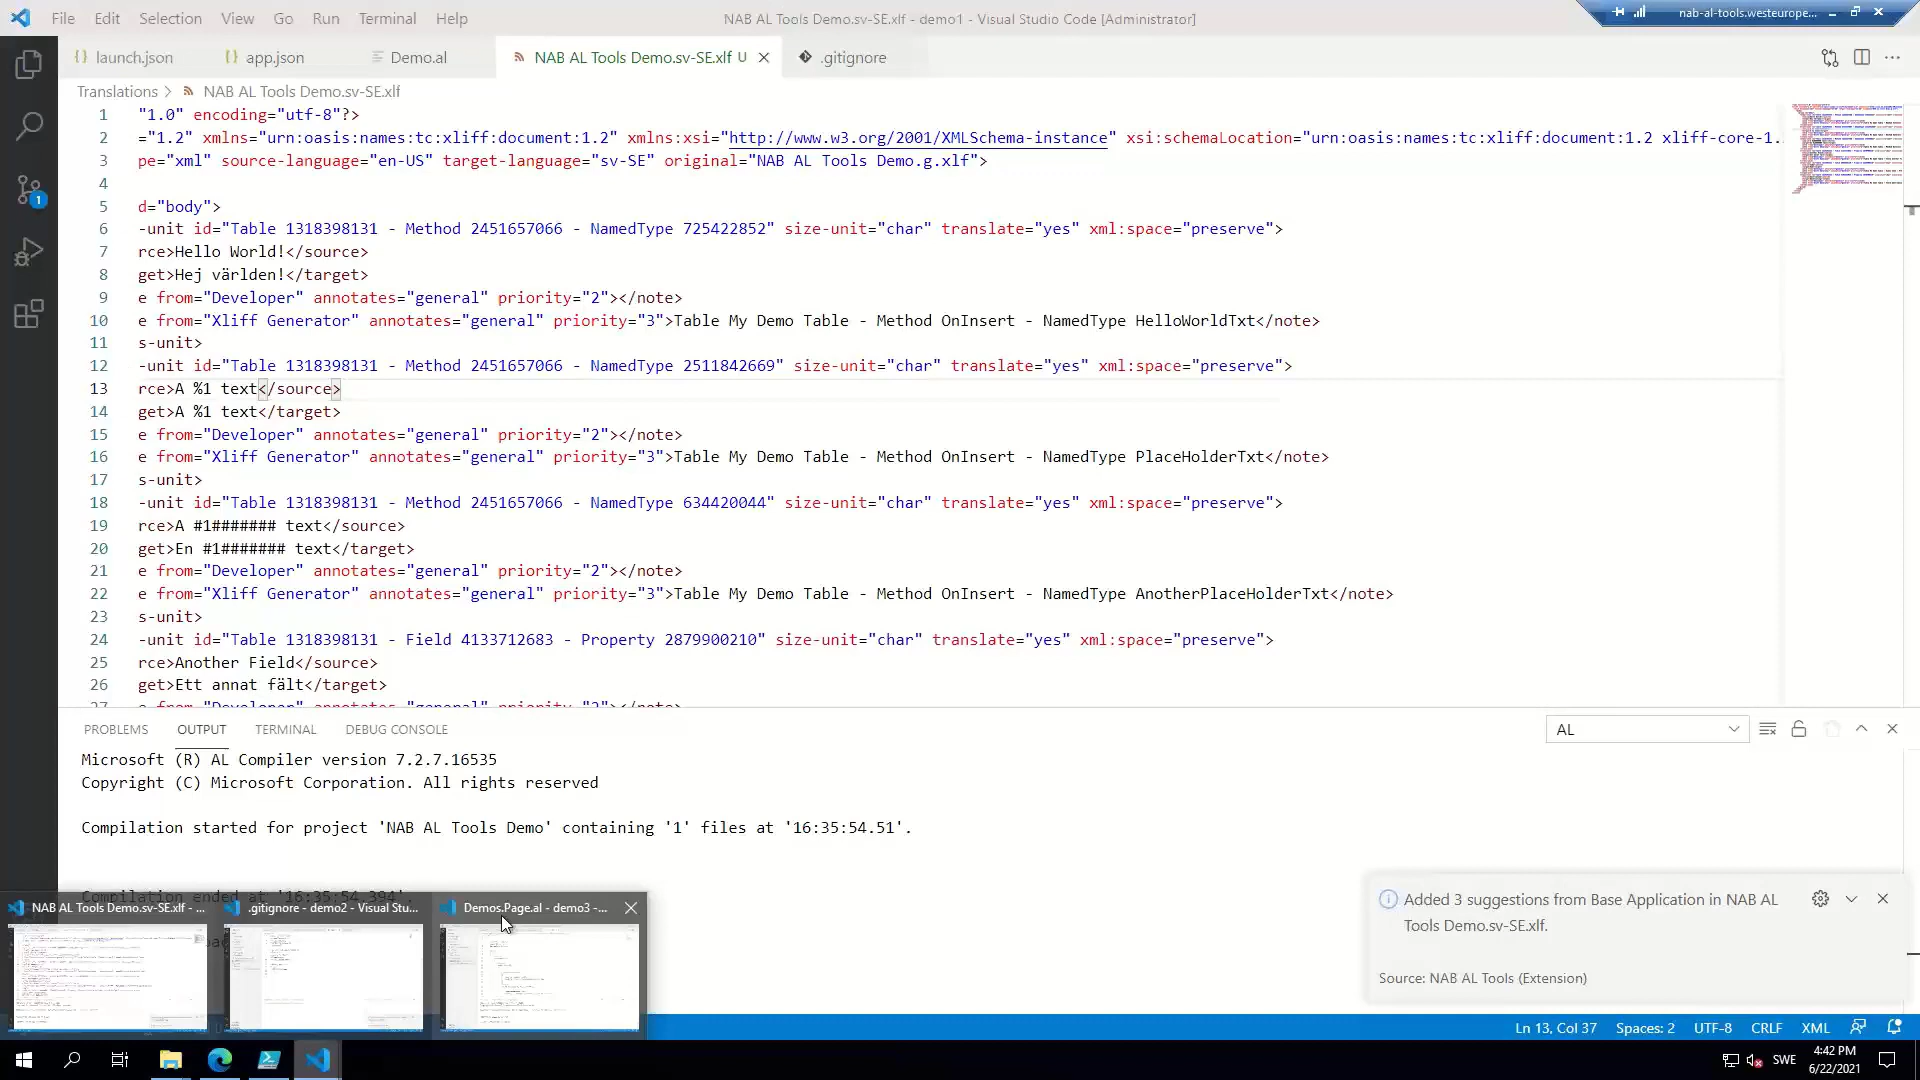 File Edit Selection View Go Run Terminal Help
NAB AL Tools Demo.sv-SE.xlf - demo1 - Visual Studio Code [Administrator]
nab-al-tools.westeurope...
launch.json
app.json
Demo.al
NAB AL Tools Demo.sv-SE.xlf U
.gitignore
Translations > NAB AL Tools Demo.sv-SE.xlf
1 "1.0" encoding="utf-8"?>
2 ="1.2" xmlns="urn:oasis:names:tc:xliff:document:1.2" xmlns:xsi="http://www.w3.org/2001/XMLSchema-instance" xsi:schemaLocation="urn:oasis:names:tc:xliff:document:1.2 xliff-core-1.
3 pe="xml" source-language="en-US" target-language="sv-SE" original="NAB AL Tools Demo.g.xlf">
4
5 d="body">
6 -unit id="Table 1318398131 - Method 2451657066 - NamedType 725422852" size-unit="char" translate="yes" xml:space="preserve">
7 rce>Hello World!</source>
8 get>Hej världen!</target>
9 e from="Developer" annotates="general" priority="2"></note>
10 e from="Xliff Generator" annotates="general" priority="3">Table My Demo Table - Method OnInsert - NamedType HelloWorldTxt</note>
11 s-unit>
12 -unit id="Table 1318398131 - Method 2451657066 - NamedType 2511842669" size-unit="char" translate="yes" xml:space="preserve">
13 rce>A %1 text</source>
14 get>A %1 text</target>
15 e from="Developer" annotates="general" priority="2"></note>
16 e from="Xliff Generator" annotates="general" priority="3">Table My Demo Table - Method OnInsert - NamedType PlaceHolderTxt</note>
17 s-unit>
18 -unit id="Table 1318398131 - Method 2451657066 - NamedType 634420044" size-unit="char" translate="yes" xml:space="preserve">
19 rce>A #1####### text</source>
20 get>En #1####### text</target>
21 e from="Developer" annotates="general" priority="2"></note>
22 e from="Xliff Generator" annotates="general" priority="3">Table My Demo Table - Method OnInsert - NamedType AnotherPlaceHolderTxt</note>
23 s-unit>
24 -unit id="Table 1318398131 - Field 4133712683 - Property 2879900210" size-unit="char" translate="yes" xml:space="preserve">
25 rce>Another Field</source>
26 get>Ett annat fält</target>
27 e from="Developer" annotates="general" priority="2"></note>
PROBLEMS OUTPUT TERMINAL DEBUG CONSOLE
AL
Microsoft (R) AL Compiler version 7.2.7.16535
Copyright (C) Microsoft Corporation. All rights reserved
Compilation started for project 'NAB AL Tools Demo' containing '1' files at '16:35:54.51'.
Compilation ended at '16:35:54.394'.
NAB AL Tools Demo.sv-SE.xlf - ...
.gitignore - demo2 - Visual Stu...
Demos.Page.al - demo3 -...
Added 3 suggestions from Base Application in NAB AL
Tools Demo.sv-SE.xlf.
Source: NAB AL Tools (Extension)
Ln 13, Col 37 Spaces: 2 UTF-8 CRLF XML
SWE
4:42 PM
6/22/2021
1